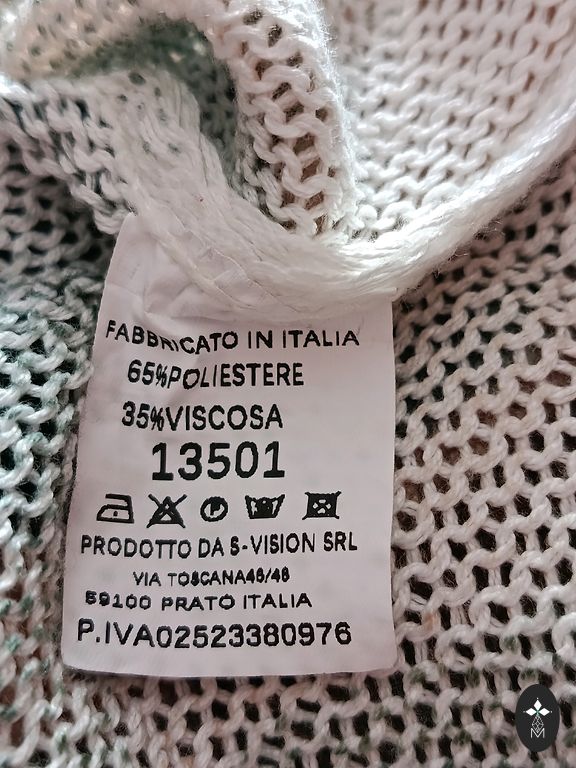 FABBRICATO IN ITALIA
65%POLIESTERE
35%VISCOSA
13501
PRODOTTO DA S-VISION SRL
VIA TOSCANA46/48
59100 PRATO ITALIA
P.IVA02523380976